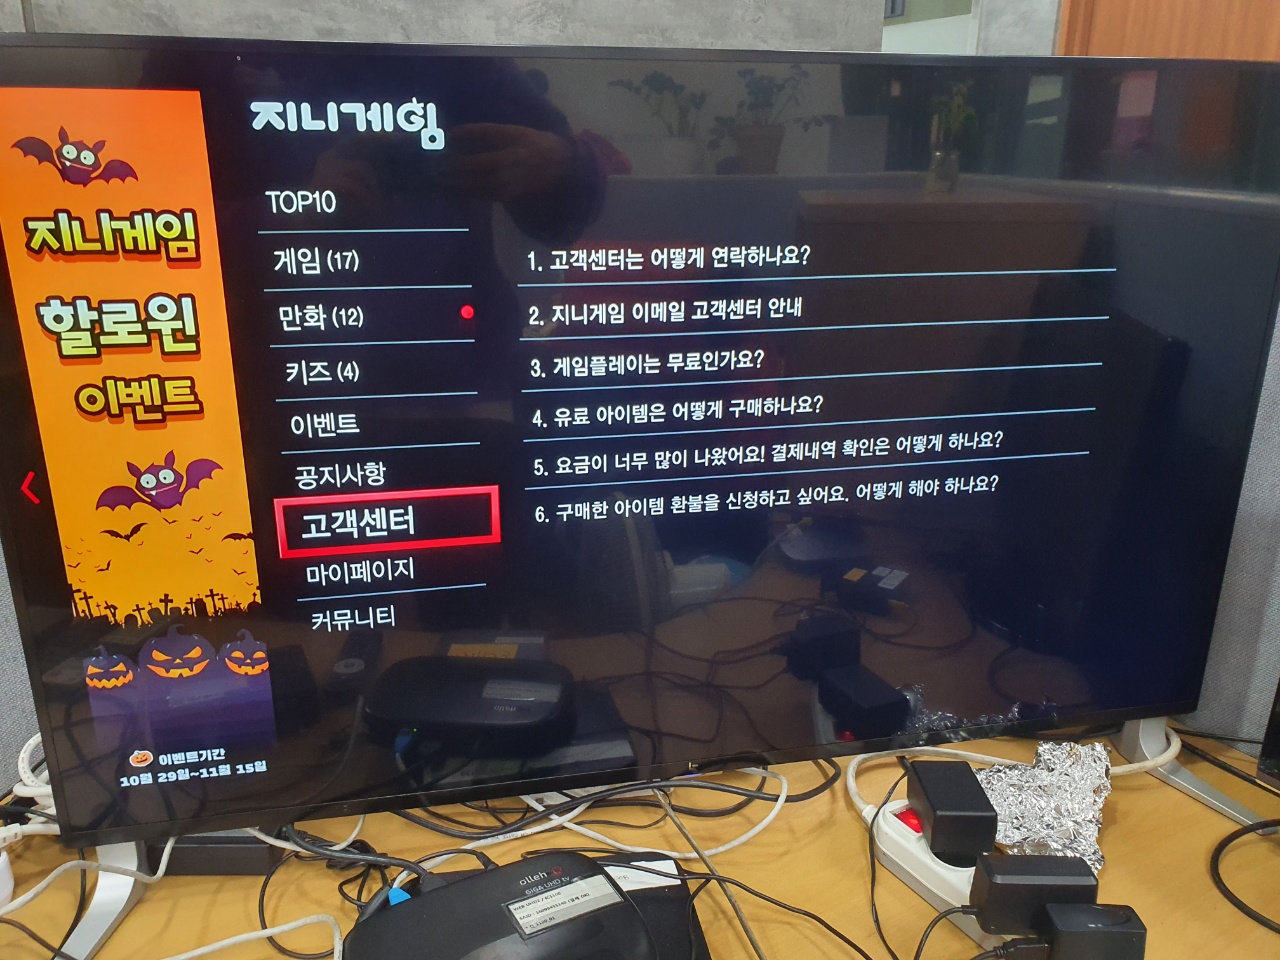 지니게임
할로윈
이벤트
이벤트기간
10월 29일~11월 15일
지니게임
TOP10
게임 (17)
만화 (12)
키즈 (4)
이벤트
공지사항
고객센터
마이페이지
커뮤니티
1. 고객센터는 어떻게 연락하나요?
2. 지니게임 이메일 고객센터 안내
3. 게임플레이는 무료인가요?
4. 유료 아이템은 어떻게 구매하나요?
5. 요금이 너무 많이 나왔어요! 결제내역 확인은 어떻게 하나요?
6. 구매한 아이템 환불을 신청하고 싶어요. 어떻게 해야 하나요?
olleh
GIGA UHD tv